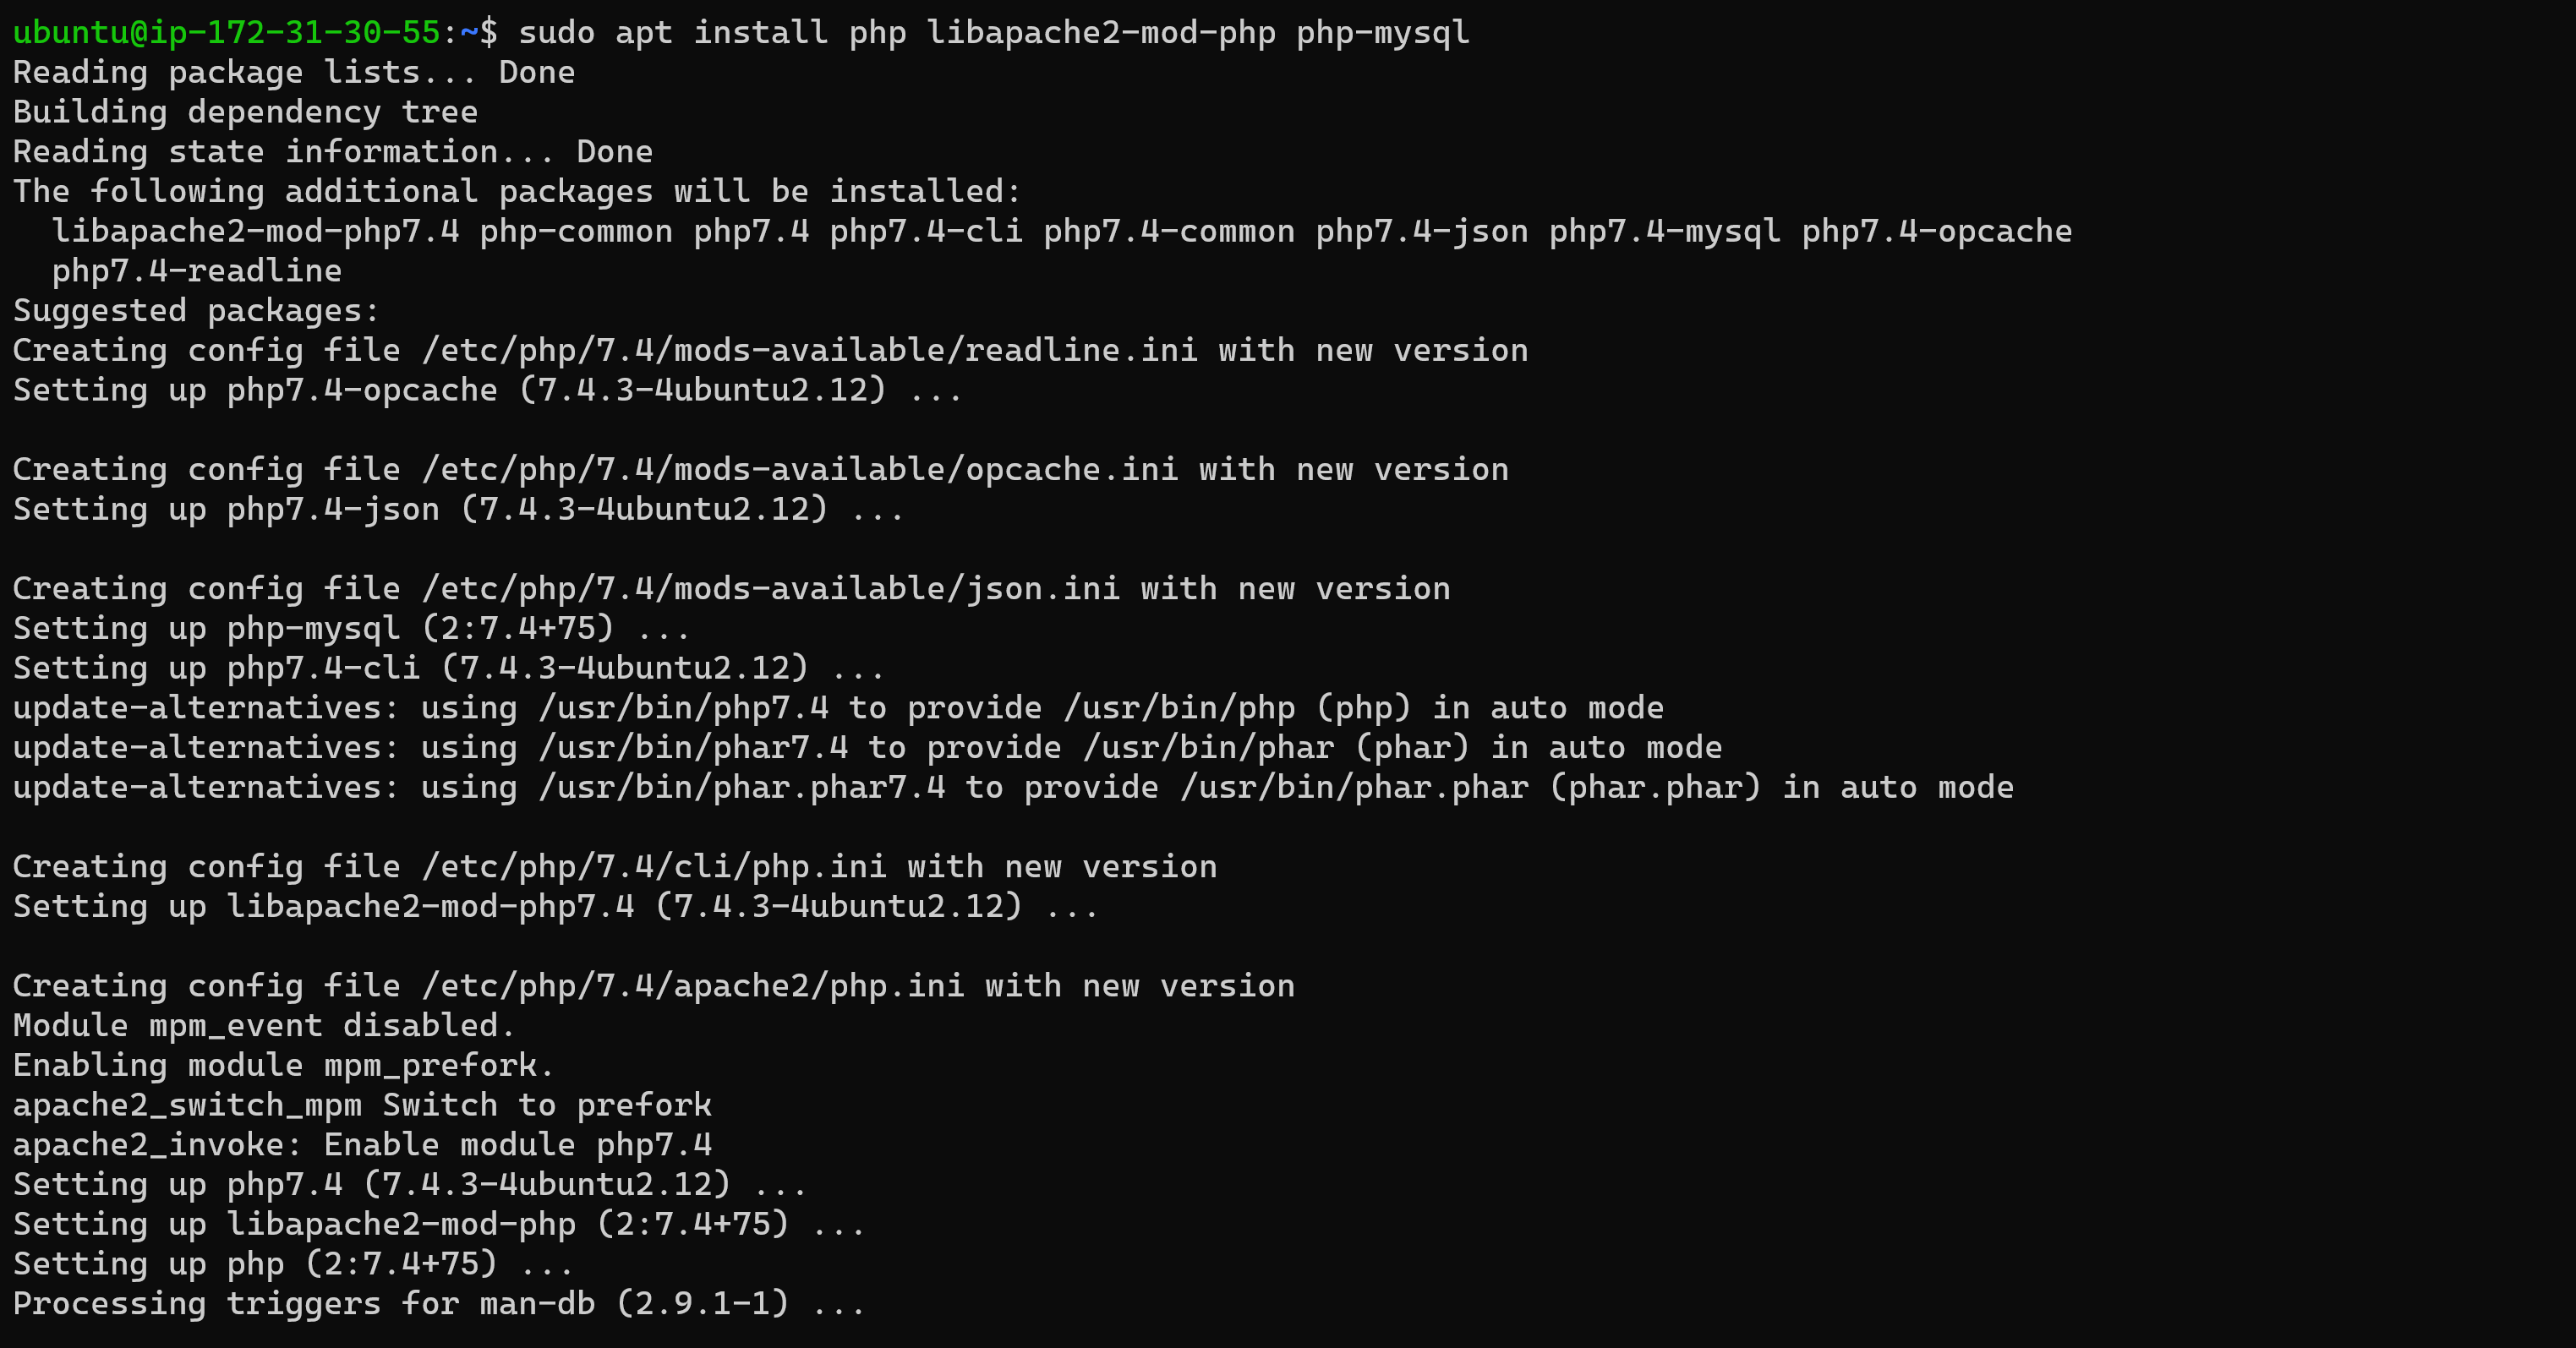 ubuntu@ip-172-31-30-55:~$ sudo apt install php libapache2-mod-php php-mysql
Reading package lists... Done
Building dependency tree
Reading state information... Done
The following additional packages will be installed:
  libapache2-mod-php7.4 php-common php7.4 php7.4-cli php7.4-common php7.4-json php7.4-mysql php7.4-opcache
  php7.4-readline
Suggested packages:
Creating config file /etc/php/7.4/mods-available/readline.ini with new version
Setting up php7.4-opcache (7.4.3-4ubuntu2.12) ...

Creating config file /etc/php/7.4/mods-available/opcache.ini with new version
Setting up php7.4-json (7.4.3-4ubuntu2.12) ...

Creating config file /etc/php/7.4/mods-available/json.ini with new version
Setting up php-mysql (2:7.4+75) ...
Setting up php7.4-cli (7.4.3-4ubuntu2.12) ...
update-alternatives: using /usr/bin/php7.4 to provide /usr/bin/php (php) in auto mode
update-alternatives: using /usr/bin/phar7.4 to provide /usr/bin/phar (phar) in auto mode
update-alternatives: using /usr/bin/phar.phar7.4 to provide /usr/bin/phar.phar (phar.phar) in auto mode

Creating config file /etc/php/7.4/cli/php.ini with new version
Setting up libapache2-mod-php7.4 (7.4.3-4ubuntu2.12) ...

Creating config file /etc/php/7.4/apache2/php.ini with new version
Module mpm_event disabled.
Enabling module mpm_prefork.
apache2_switch_mpm Switch to prefork
apache2_invoke: Enable module php7.4
Setting up php7.4 (7.4.3-4ubuntu2.12) ...
Setting up libapache2-mod-php (2:7.4+75) ...
Setting up php (2:7.4+75) ...
Processing triggers for man-db (2.9.1-1) ...